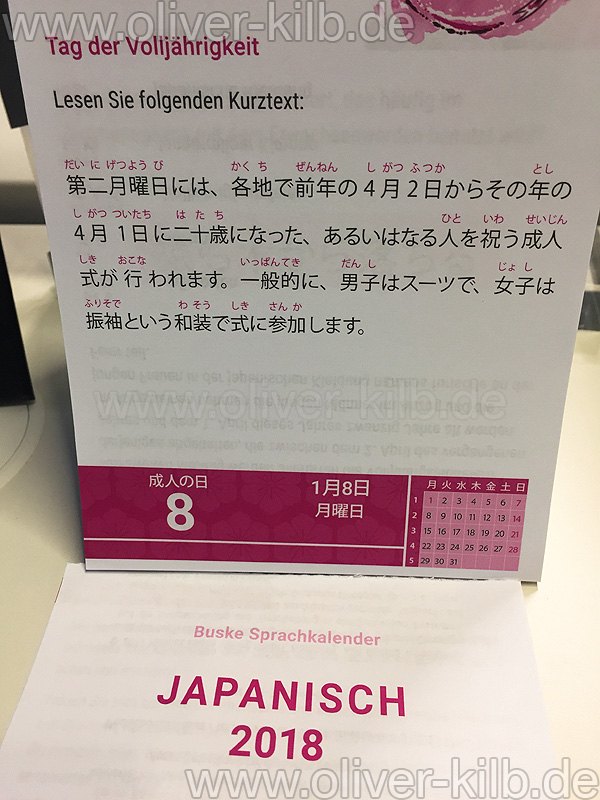 www.oliver-kilb.de
Tag der Volljährigkeit
Lesen Sie folgenden Kurztext:
だい に げつよう び かく ち ぜんねん し がつ ふつか とし
第二月曜日には、各地で前年の4月2日からその年の
し がつ ついたち は た ち ひと いわ せいじん
4月1日に二十歳になった、あるいはなる人を祝う成人
しき おこな いっぱんてき だん し じょ し
式が行われます。一般的に、男子はスーツで、女子は
ふりそで わ そう しき さん か
振袖という和装で式に参加します。
www.oliver-kilb.de
成人の日
8
1月8日
月曜日
月 火 水 木 金 土 日
1 1 2 3 4 5 6 7
2 8 9 10 11 12 13 14
3 15 16 17 18 19 20 21
4 22 23 24 25 26 27 28
5 29 30 31
Buske Sprachkalender
JAPANISCH
2018
www.oliver-kilb.de